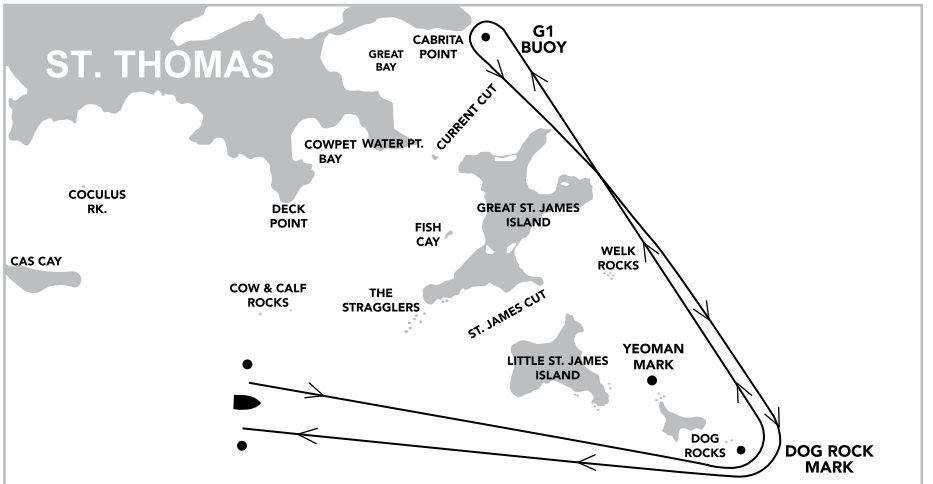 CABRITA
POINT
G1
BUOY
GREAT
BAY
ST. THOMAS
CURRENT CUT
COWPET
BAY
WATER PT.
COCULUS
RK.
DECK
POINT
GREAT ST. JAMES
ISLAND
FISH
CAY
WELK
ROCKS
CAS CAY
COW & CALF
ROCKS
THE
STRAGGLERS
ST. JAMES CUT
LITTLE ST. JAMES
ISLAND
YEOMAN
MARK
DOG
ROCKS
DOG ROCK
MARK